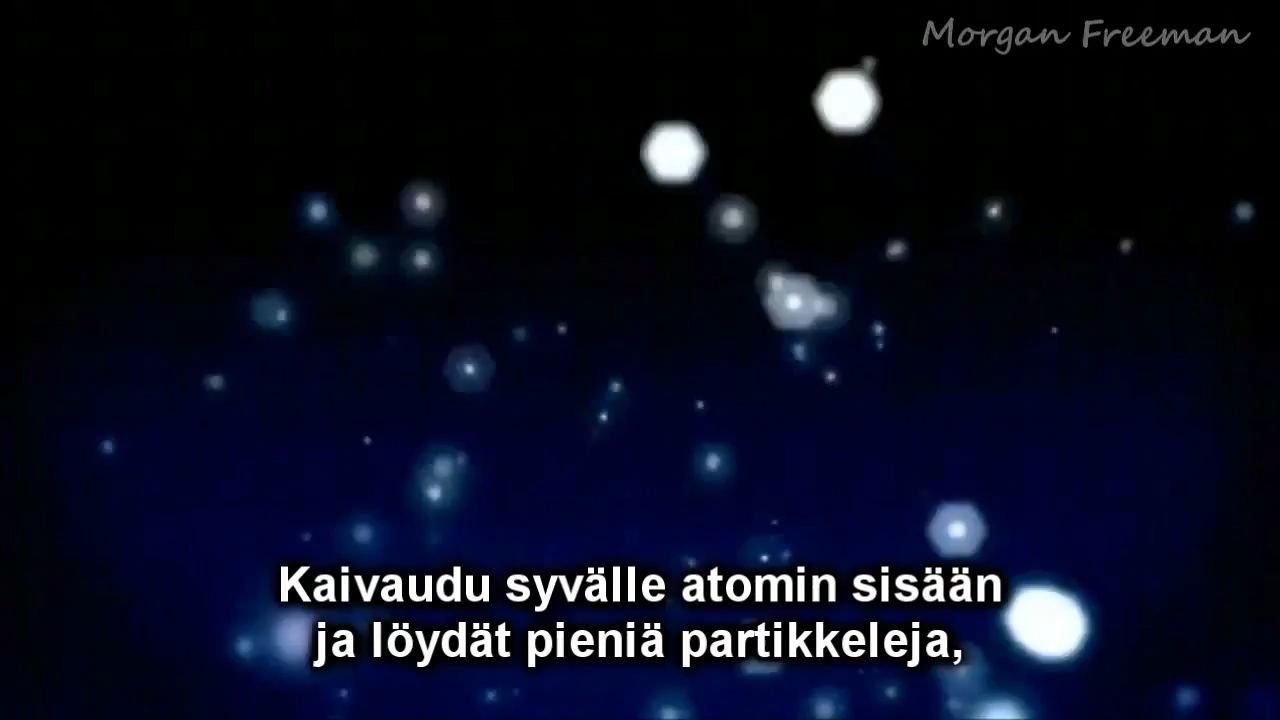 Morgan Freeman
Kaivaudu syvälle atomin sisään
ja löydät pieniä partikkeleja,